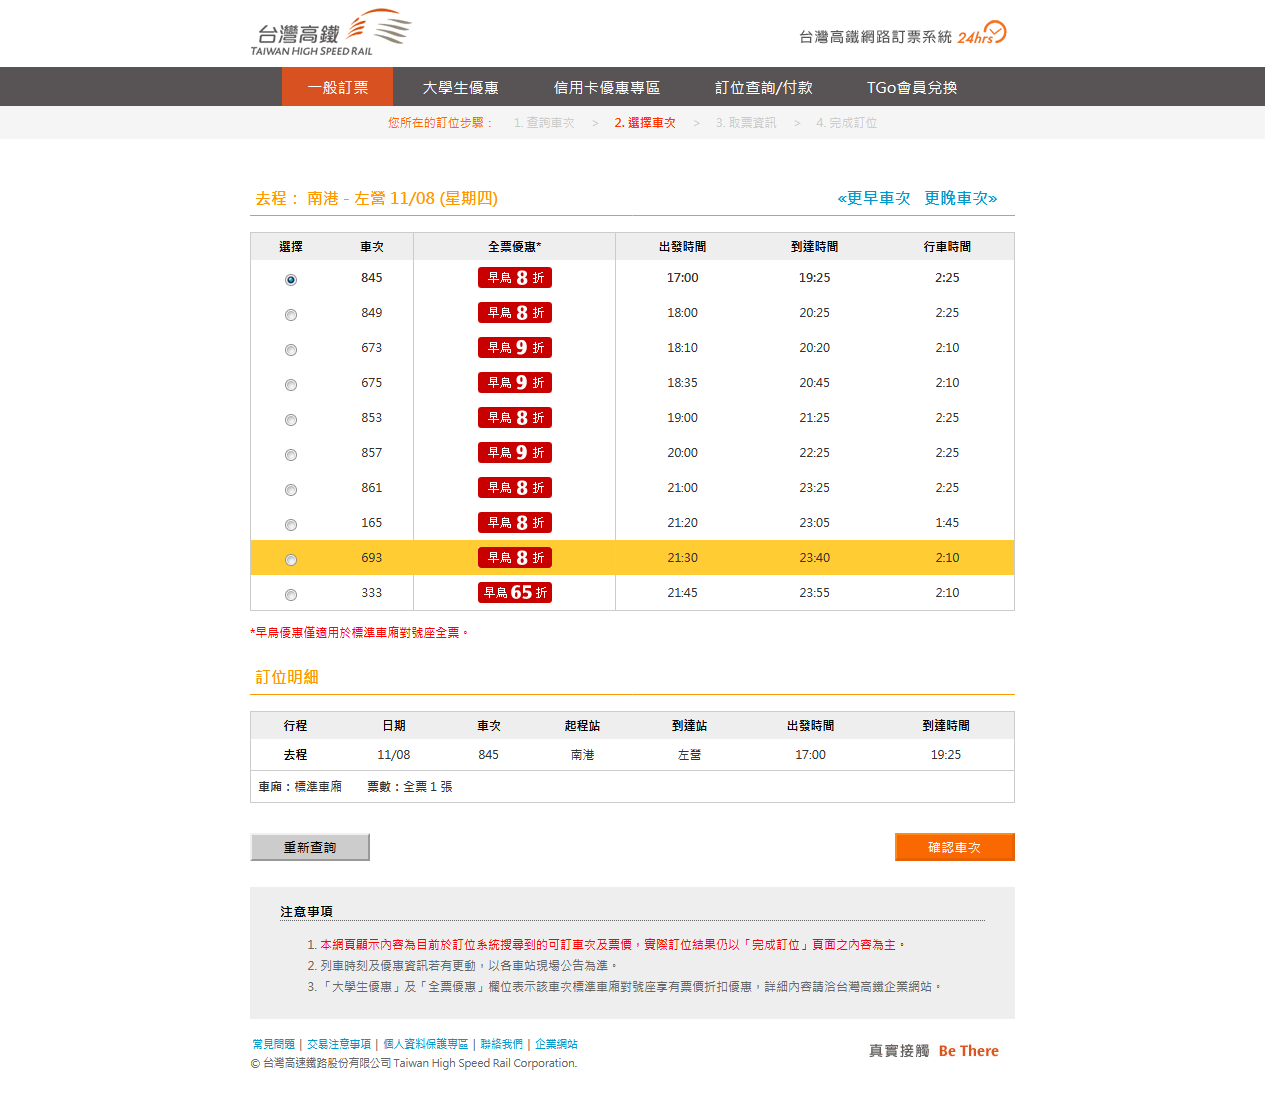 台灣高鐵
TAIWAN HIGH SPEED RAIL
台灣高鐵網路訂票系統 24hrs
一般訂票 大學生優惠 信用卡優惠專區 訂位查詢/付款 TGo會員兌換
您所在的訂位步驟： 1. 查詢車次 > 2. 選擇車次 > 3. 取票資訊 > 4. 完成訂位
去程： 南港 - 左營 11/08 (星期四) «更早車次 更晚車次»
選擇 車次 全票優惠* 出發時間 到達時間 行車時間
845 早鳥 8 折 17:00 19:25 2:25
849 早鳥 8 折 18:00 20:25 2:25
673 早鳥 9 折 18:10 20:20 2:10
675 早鳥 9 折 18:35 20:45 2:10
853 早鳥 8 折 19:00 21:25 2:25
857 早鳥 9 折 20:00 22:25 2:25
861 早鳥 8 折 21:00 23:25 2:25
165 早鳥 8 折 21:20 23:05 1:45
693 早鳥 8 折 21:30 23:40 2:10
333 早鳥 65 折 21:45 23:55 2:10
*早鳥優惠僅適用於標準車廂對號座全票。
訂位明細
行程 日期 車次 起程站 到達站 出發時間 到達時間
去程 11/08 845 南港 左營 17:00 19:25
車廂：標準車廂 票數：全票 1 張
重新查詢 確認車次
注意事項
1. 本網頁顯示內容為目前於訂位系統搜尋到的可訂車次及票價，實際訂位結果仍以「完成訂位」頁面之內容為主。
2. 列車時刻及優惠資訊若有更動，以各車站現場公告為準。
3. 「大學生優惠」及「全票優惠」欄位表示該車次標準車廂對號座享有票價折扣優惠，詳細內容請洽台灣高鐵企業網站。
常見問題 | 交易注意事項 | 個人資料保護專區 | 聯絡我們 | 企業網站
© 台灣高速鐵路股份有限公司 Taiwan High Speed Rail Corporation.
真實接觸 Be There